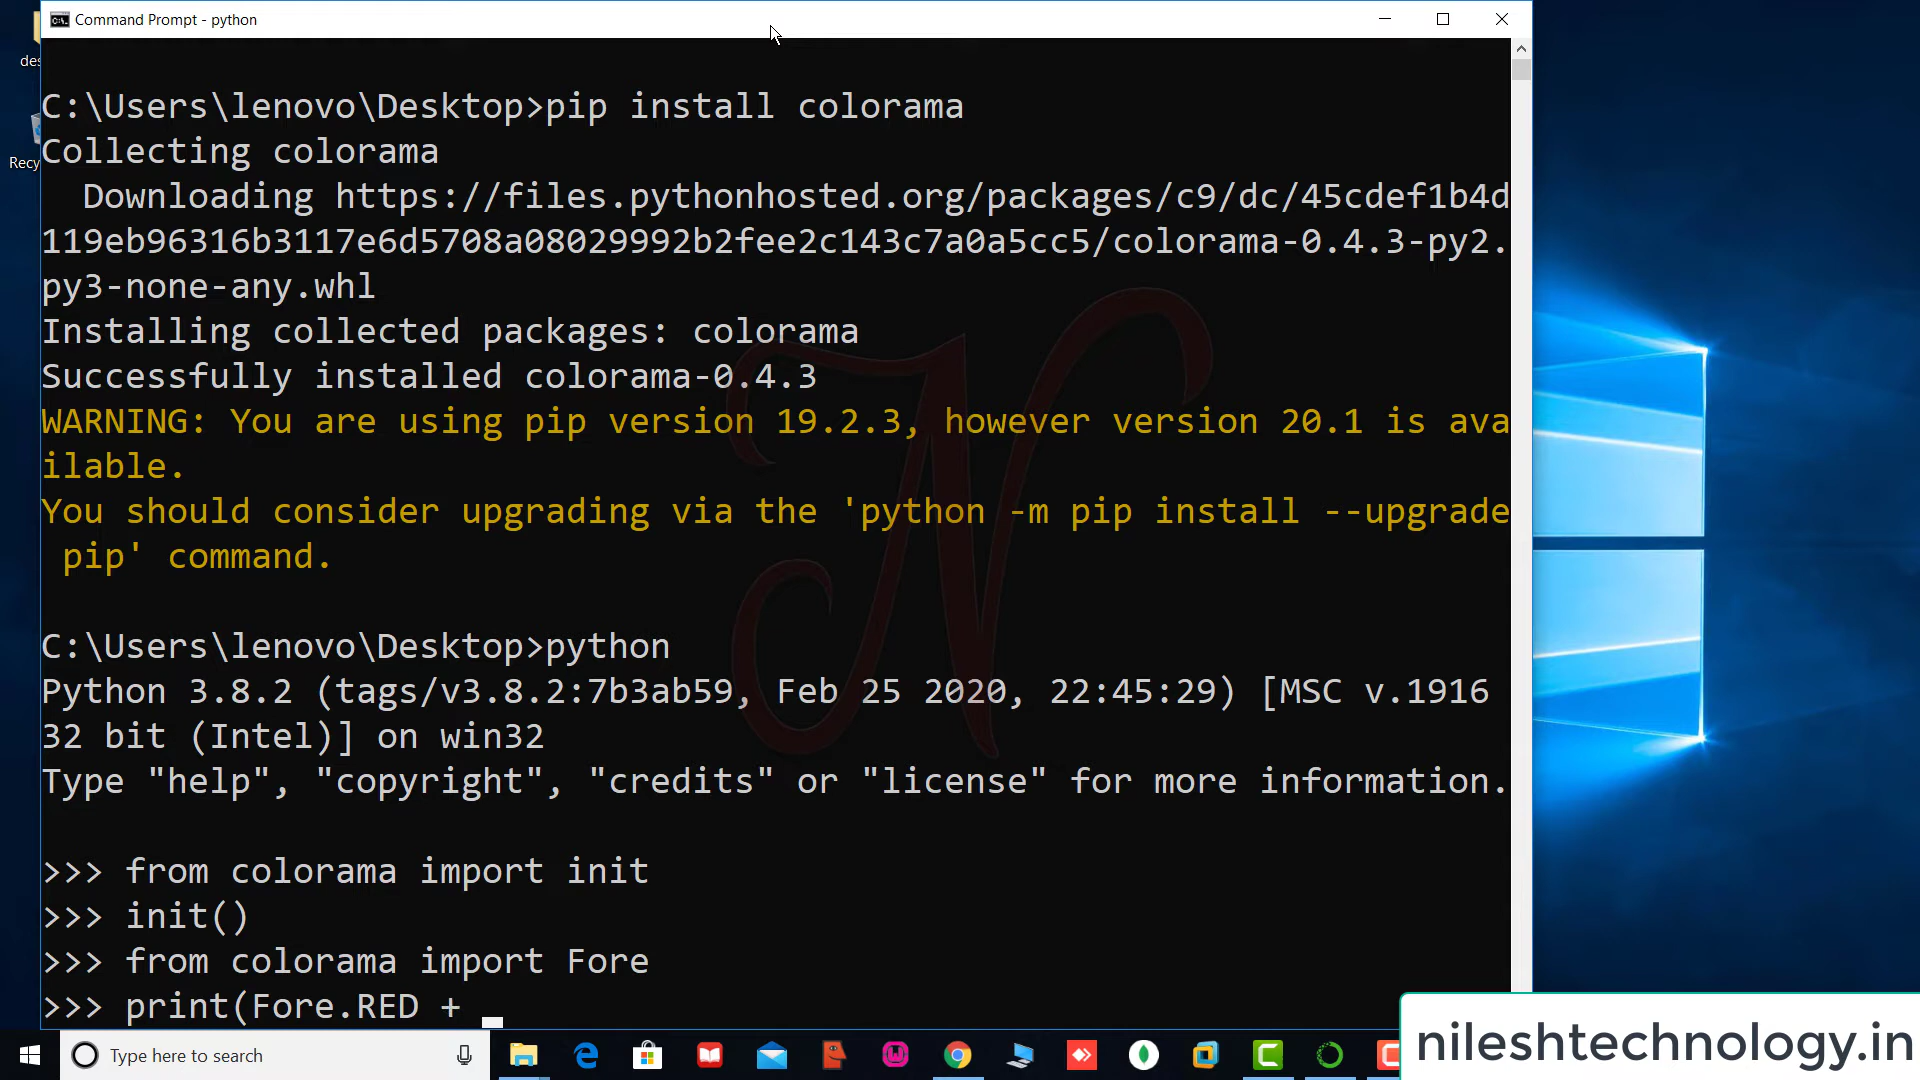 Command Prompt - python
des
Recy
C:\Users\lenovo\Desktop>pip install colorama
Collecting colorama
  Downloading https://files.pythonhosted.org/packages/c9/dc/45cdef1b4d
119eb96316b3117e6d5708a08029992b2fee2c143c7a0a5cc5/colorama-0.4.3-py2.
py3-none-any.whl
Installing collected packages: colorama
Successfully installed colorama-0.4.3
WARNING: You are using pip version 19.2.3, however version 20.1 is ava
ilable.
You should consider upgrading via the 'python -m pip install --upgrade
 pip' command.
C:\Users\lenovo\Desktop>python
Python 3.8.2 (tags/v3.8.2:7b3ab59, Feb 25 2020, 22:45:29) [MSC v.1916
32 bit (Intel)] on win32
Type "help", "copyright", "credits" or "license" for more information.
>>> from colorama import init
>>> init()
>>> from colorama import Fore
>>> print(Fore.RED +
Type here to search
nileshtechnology.in
N